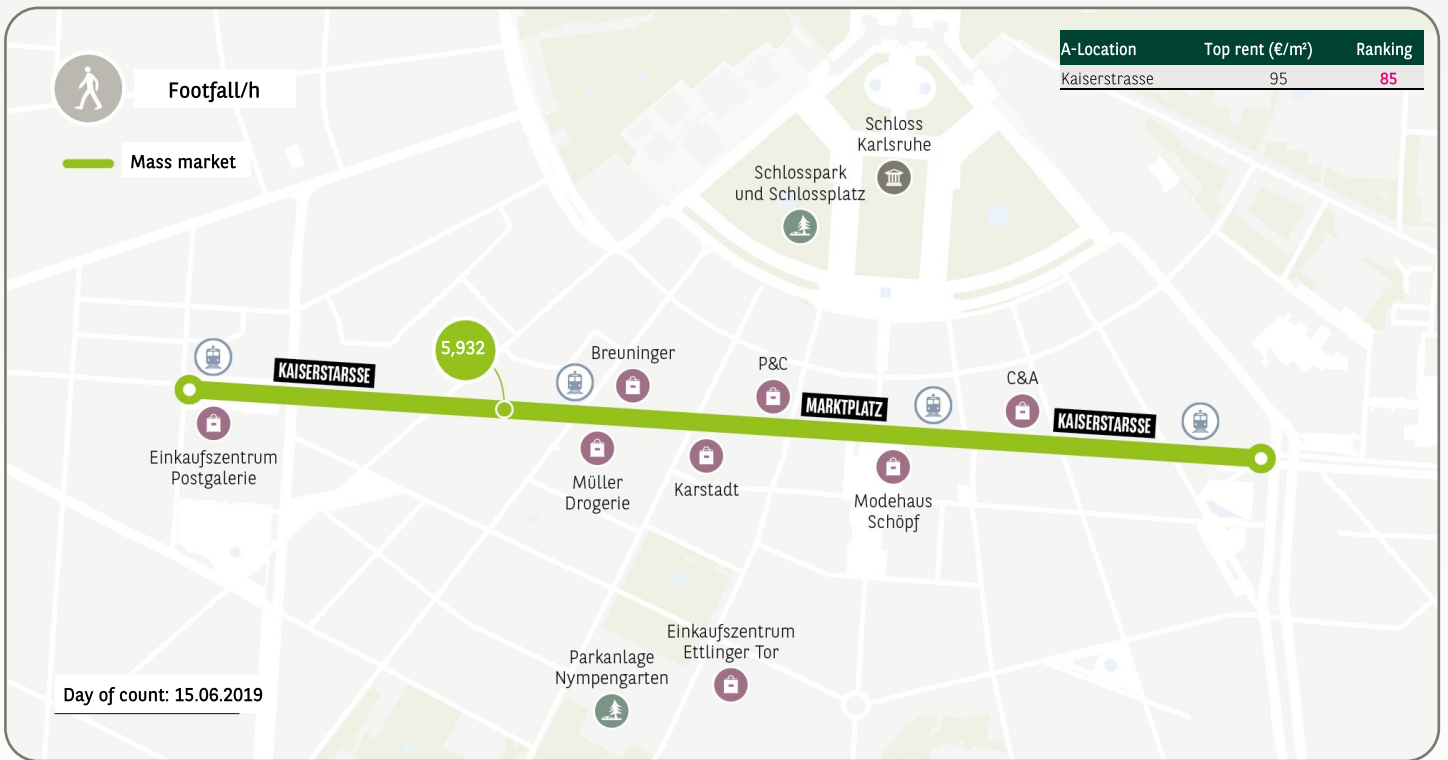 Footfall/h
Mass market
A-Location Top rent (€/m²) Ranking
Kaiserstrasse 95 85
Schloss
Karlsruhe
Schlosspark
und Schlossplatz
KAISERSTARSSE
5,932
Breuninger
P&C
MARKTPLATZ
C&A
KAISERSTARSSE
Einkaufszentrum
Postgalerie
Müller
Drogerie
Karstadt
Modehaus
Schöpf
Einkaufszentrum
Ettlinger Tor
Parkanlage
Nympengarten
Day of count: 15.06.2019